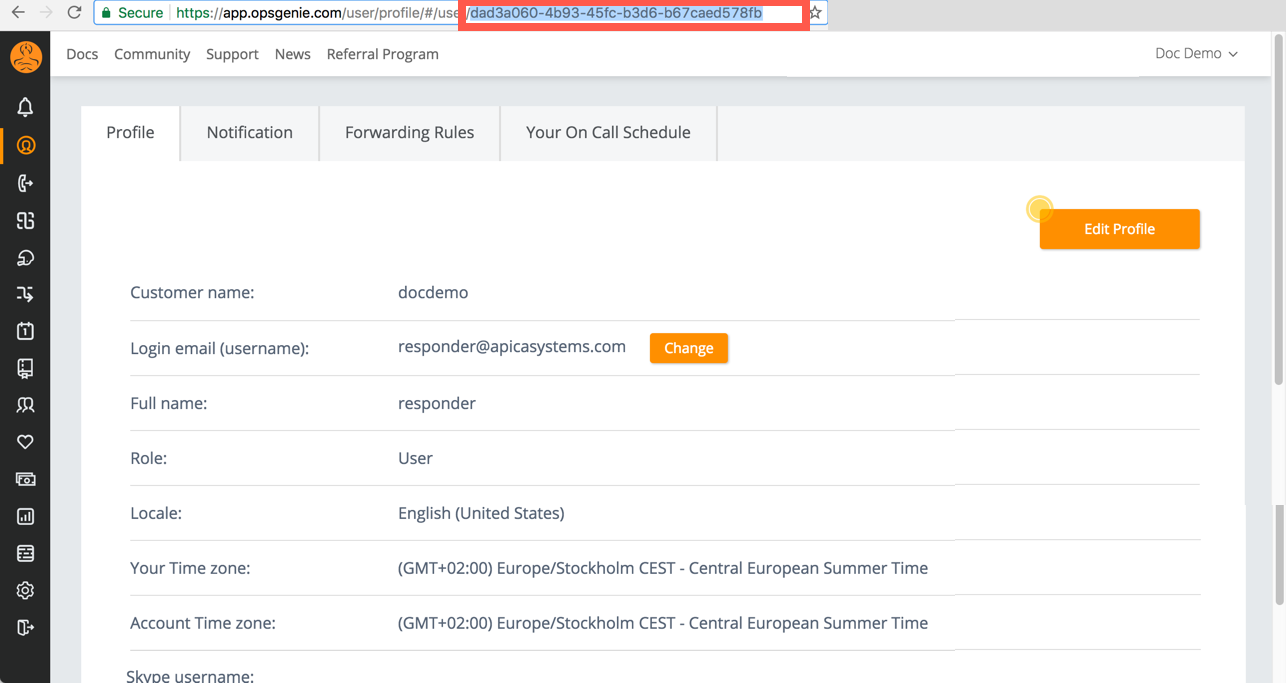 Secure https://app.opsgenie.com/user/profile/#/use /dad3a060-4b93-45fc-b3d6-b67caed578fb
Docs Community Support News Referral Program Doc Demo
Profile Notification Forwarding Rules Your On Call Schedule
Edit Profile
Customer name: docdemo
Login email (username): responder@apicasystems.com Change
Full name: responder
Role: User
Locale: English (United States)
Your Time zone: (GMT+02:00) Europe/Stockholm CEST - Central European Summer Time
Account Time zone: (GMT+02:00) Europe/Stockholm CEST - Central European Summer Time
Skype username: